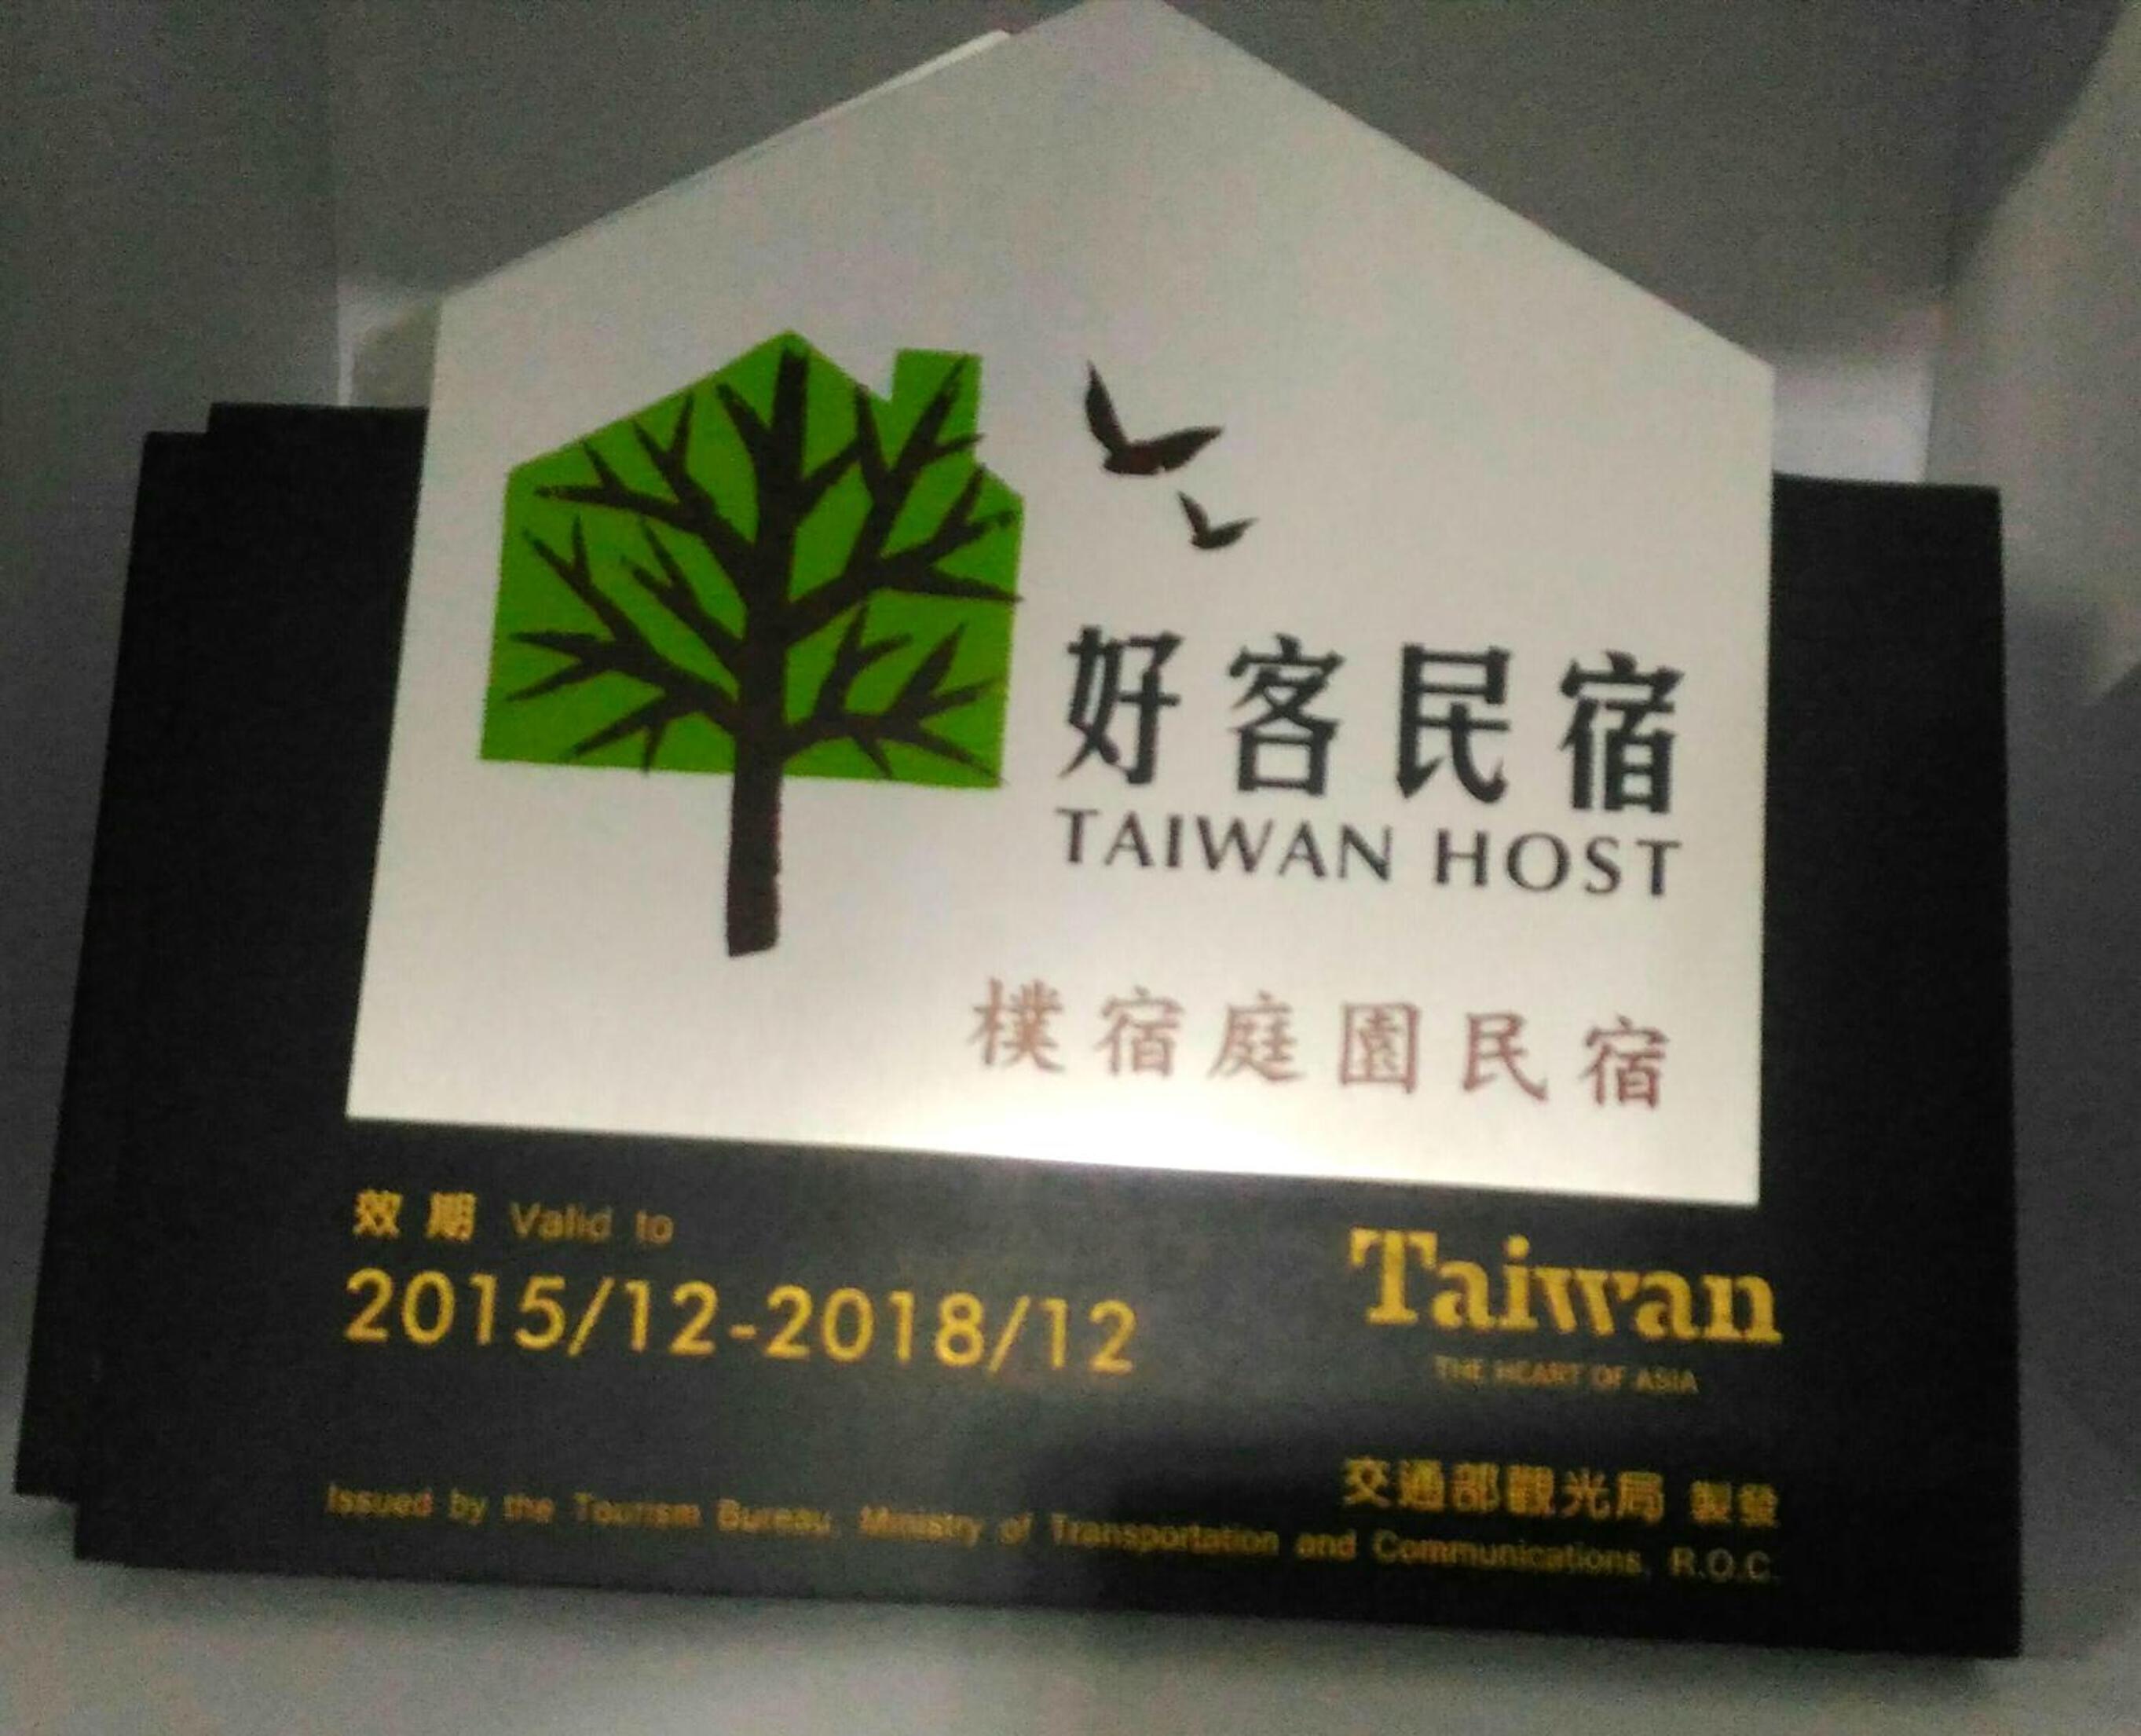 好客民宿
TAIWAN HOST
樸宿庭園民宿
效期 Valid to
2015/12-2018/12
Taiwan
THE HEART OF ASIA
交通部觀光局 製發
Issued by the Tourism Bureau, Ministry of Transportation and Communications, R.O.C.